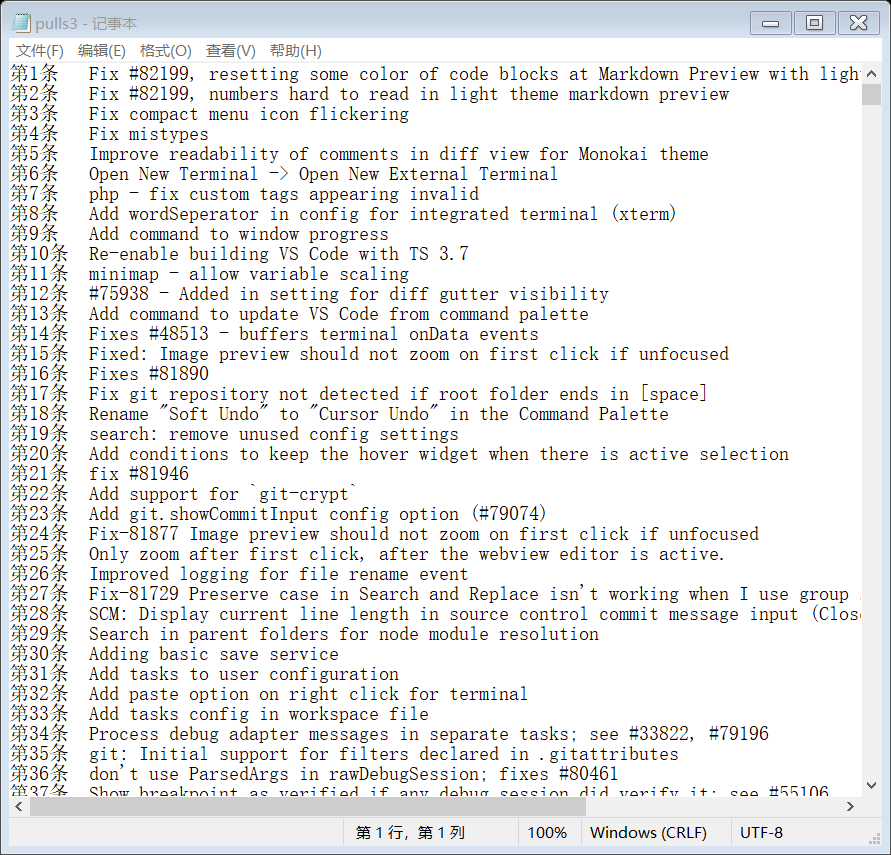 pulls3 - 记事本
文件(F) 编辑(E) 格式(O) 查看(V) 帮助(H)
第1条 Fix #82199, resetting some color of code blocks at Markdown Preview with ligh
第2条 Fix #82199, numbers hard to read in light theme markdown preview
第3条 Fix compact menu icon flickering
第4条 Fix mistypes
第5条 Improve readability of comments in diff view for Monokai theme
第6条 Open New Terminal -> Open New External Terminal
第7条 php - fix custom tags appearing invalid
第8条 Add wordSeperator in config for integrated terminal (xterm)
第9条 Add command to window progress
第10条 Re-enable building VS Code with TS 3.7
第11条 minimap - allow variable scaling
第12条 #75938 - Added in setting for diff gutter visibility
第13条 Add command to update VS Code from command palette
第14条 Fixes #48513 - buffers terminal onData events
第15条 Fixed: Image preview should not zoom on first click if unfocused
第16条 Fixes #81890
第17条 Fix git repository not detected if root folder ends in [space]
第18条 Rename "Soft Undo" to "Cursor Undo" in the Command Palette
第19条 search: remove unused config settings
第20条 Add conditions to keep the hover widget when there is active selection
第21条 fix #81946
第22条 Add support for `git-crypt`
第23条 Add git.showCommitInput config option (#79074)
第24条 Fix-81877 Image preview should not zoom on first click if unfocused
第25条 Only zoom after first click, after the webview editor is active.
第26条 Improved logging for file rename event
第27条 Fix-81729 Preserve case in Search and Replace isn't working when I use group
第28条 SCM: Display current line length in source control commit message input (Close
第29条 Search in parent folders for node module resolution
第30条 Adding basic save service
第31条 Add tasks to user configuration
第32条 Add paste option on right click for terminal
第33条 Add tasks config in workspace file
第34条 Process debug adapter messages in separate tasks; see #33822, #79196
第35条 git: Initial support for filters declared in .gitattributes
第36条 don't use ParsedArgs in rawDebugSession; fixes #80461
第37条 Show breakpoint as verified if any debug session did verify it; see #55106
第 1 行，第 1 列 100% Windows (CRLF) UTF-8